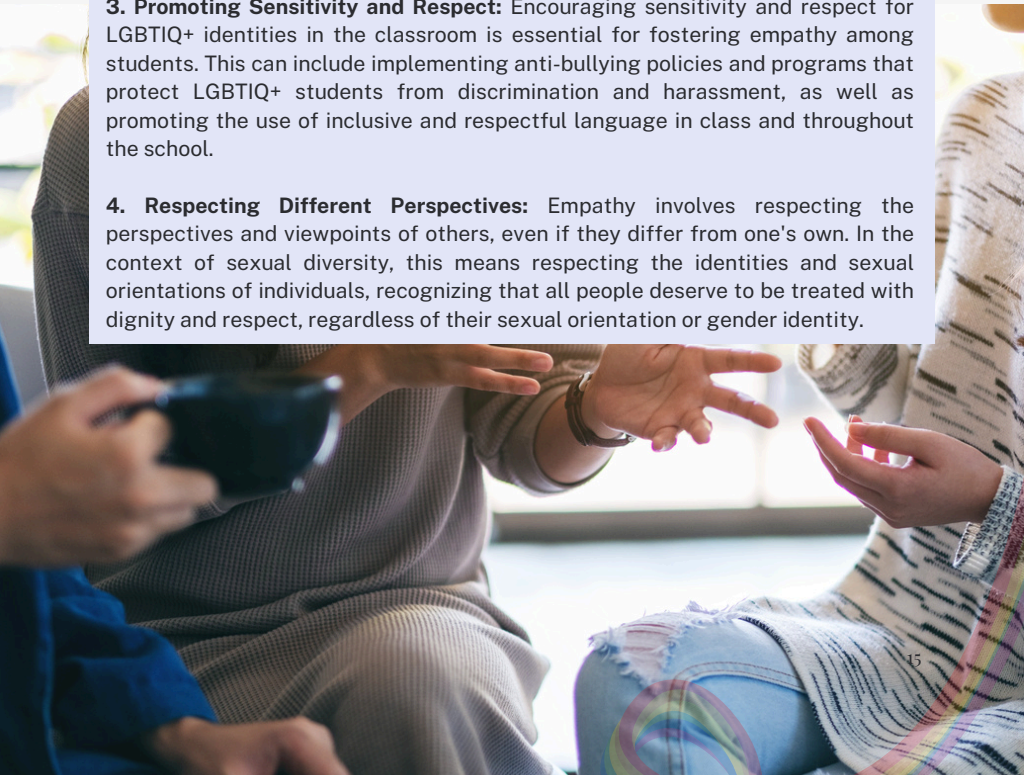 3. Promoting Sensitivity and Respect: Encouraging sensitivity and respect for
LGBTIQ+ identities in the classroom is essential for fostering empathy among
students. This can include implementing anti-bullying policies and programs that
protect LGBTIQ+ students from discrimination and harassment, as well as
promoting the use of inclusive and respectful language in class and throughout
the school.
4. Respecting Different Perspectives: Empathy involves respecting the
perspectives and viewpoints of others, even if they differ from one's own. In the
context of sexual diversity, this means respecting the identities and sexual
orientations of individuals, recognizing that all people deserve to be treated with
dignity and respect, regardless of their sexual orientation or gender identity.
15